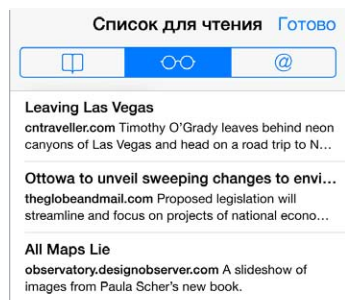 Список для чтения Готово
@
Leaving Las Vegas
cntraveller.com Timothy O'Grady leaves behind neon
canyons of Las Vegas and head on a road trip to N…
Ottowa to unveil sweeping changes to envi…
theglobeandmail.com Proposed legislation will
streamline and focus on projects of national econo…
All Maps Lie
observatory.designobserver.com A slideshow of
images from Paula Scher's new book.